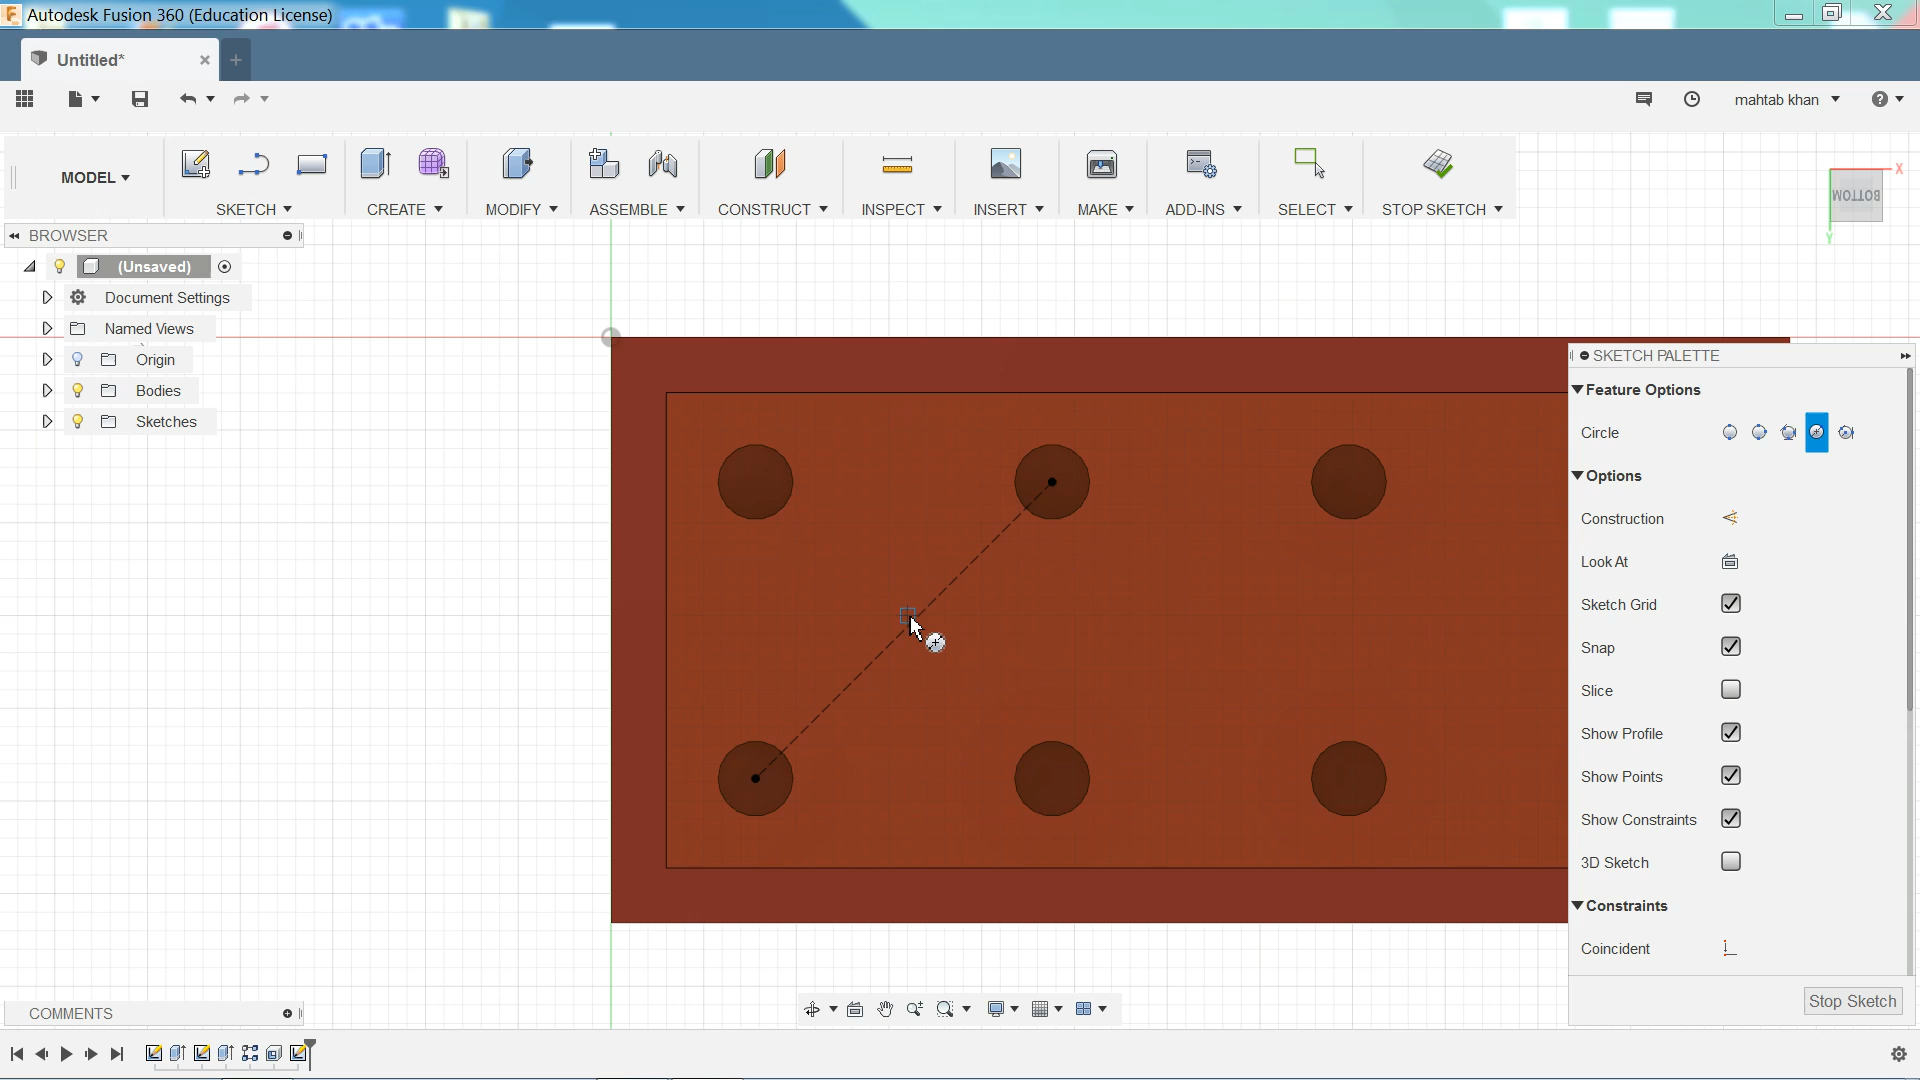 Autodesk Fusion 360 (Education License)
Untitled*
mahtab khan
MODEL
SKETCH
CREATE
MODIFY
ASSEMBLE
CONSTRUCT
INSPECT
INSERT
MAKE
ADD-INS
SELECT
STOP SKETCH
X
BOTTOM
Y
BROWSER
(Unsaved)
Document Settings
Named Views
Origin
Bodies
Sketches
SKETCH PALETTE
Feature Options
Circle
Options
Construction
Look At
Sketch Grid
Snap
Slice
Show Profile
Show Points
Show Constraints
3D Sketch
Constraints
Coincident
Stop Sketch
COMMENTS